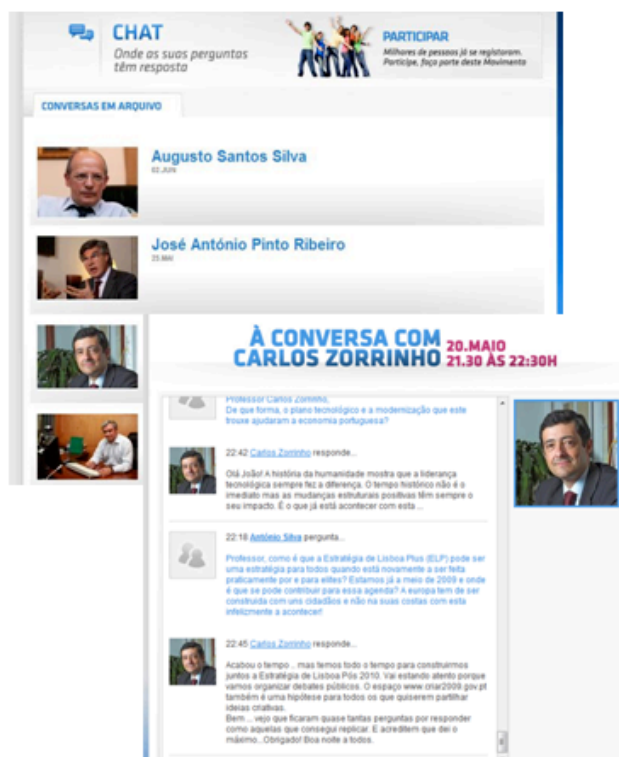 CHAT
Onde as suas perguntas
têm resposta
PARTICIPAR
Milhares de pessoas já se registaram.
Participe, faça parte deste Movimento
CONVERSAS EM ARQUIVO
Augusto Santos Silva
02 JUN
José António Pinto Ribeiro
25 MAI
À CONVERSA COM
CARLOS ZORRINHO
20.MAIO
21.30 ÀS 22:30H
Professor Carlos Zorrinho,
De que forma, o plano tecnológico e a modernização que este
trouxe ajudaram a economia portuguesa?
22:42 Carlos Zorrinho responde...
Olá João! A história da humanidade mostra que a liderança
tecnológica sempre fez a diferença. O tempo histórico não é o
imediato mas as mudanças estruturais positivas têm sempre o
seu impacto. É o que já está acontecer com esta ...
22:18 António Silva pergunta...
Professor, como é que a Estratégia de Lisboa Plus (ELP) pode ser
uma estratégia para todos quando está novamente a ser feita
praticamente por e para elites? Estamos já a meio de 2009 e onde
é que se pode contribuir para essa agenda? A europa tem de ser
construida com uns cidadãos e não na suas costas com esta
infelizmente a acontecer!
22:45 Carlos Zorrinho responde...
Acabou o tempo... mas temos todo o tempo para construirmos
juntos a Estratégia de Lisboa Pós 2010. Vai estando atento porque
vamos organizar debates públicos. O espaço www.criar2009.gov.pt
também é uma hipótese para todos os que quiserem partilhar
ideias criativas.
Bem ... vejo que ficaram quase tantas perguntas por responder
como aquelas que consegui replicar. E acreditem que dei o
máximo...Obrigado! Boa noite a todos.